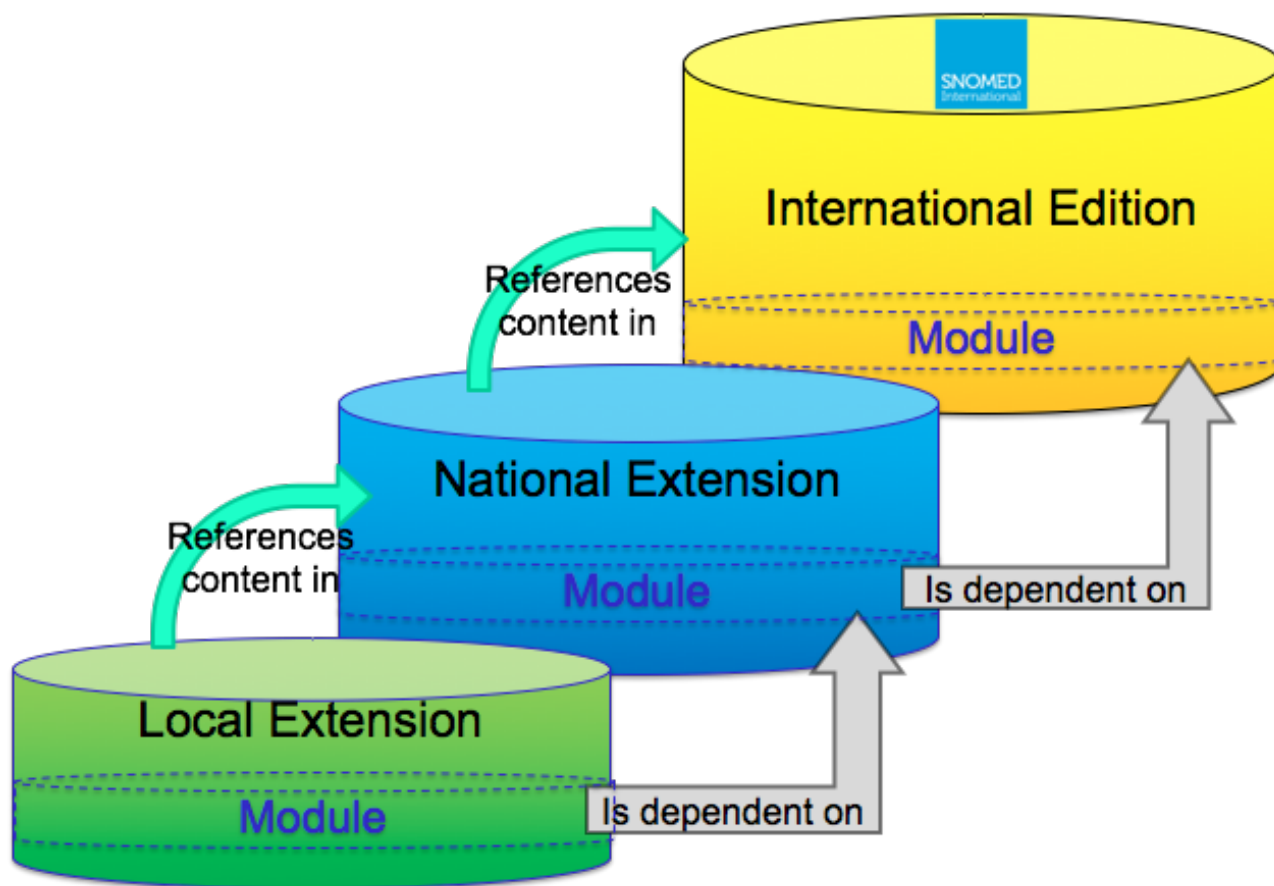 SNOMED
International
International Edition
References
content in
Module
National Extension
References
content in
Module
Is dependent on
Local Extension
Module
Is dependent on